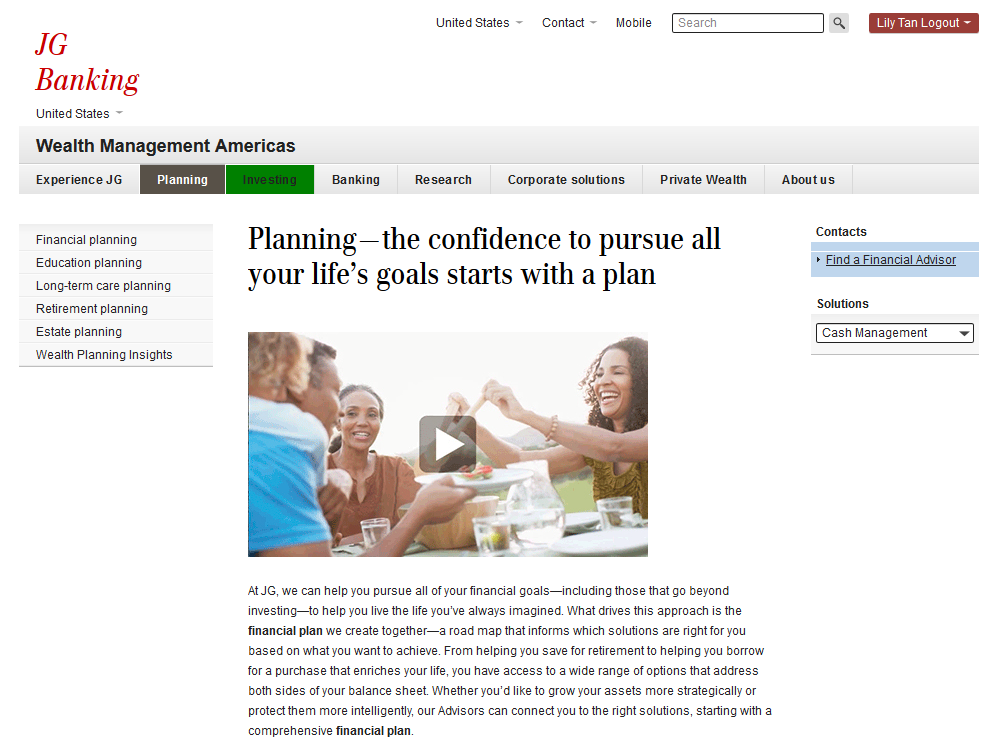 United States Contact Mobile Search Lily Tan Logout
JG
Banking
United States
Wealth Management Americas
Experience JG Planning Investing Banking Research Corporate solutions Private Wealth About us
Financial planning
Education planning
Long-term care planning
Retirement planning
Estate planning
Wealth Planning Insights
Planning—the confidence to pursue all
your life’s goals starts with a plan
At JG, we can help you pursue all of your financial goals—including those that go beyond
investing—to help you live the life you’ve always imagined. What drives this approach is the
financial plan we create together—a road map that informs which solutions are right for you
based on what you want to achieve. From helping you save for retirement to helping you borrow
for a purchase that enriches your life, you have access to a wide range of options that address
both sides of your balance sheet. Whether you’d like to grow your assets more strategically or
protect them more intelligently, our Advisors can connect you to the right solutions, starting with a
comprehensive financial plan.
Contacts
Find a Financial Advisor
Solutions
Cash Management